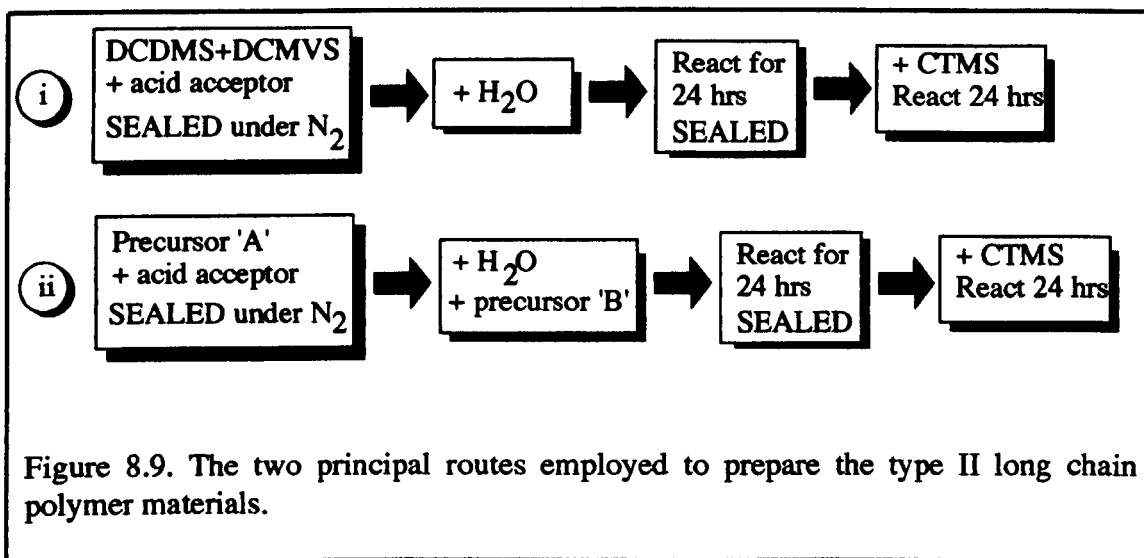 i
DCDMS+DCMVS
+ acid acceptor
SEALED under N2
+ H2O
React for
24 hrs
SEALED
+ CTMS
React 24 hrs
ii
Precursor 'A'
+ acid acceptor
SEALED under N2
+ H2O
+ precursor 'B'
React for
24 hrs
SEALED
+ CTMS
React 24 hrs
Figure 8.9. The two principal routes employed to prepare the type II long chain
polymer materials.